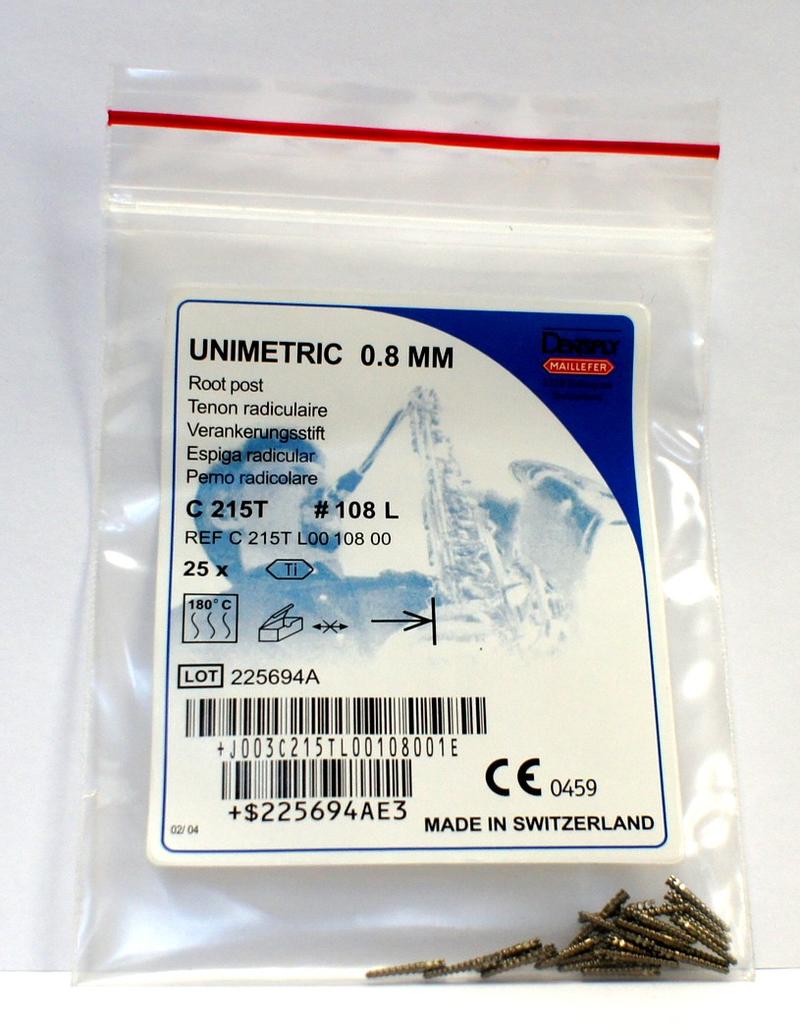 UNIMETRIC 0.8 MM
DENSPLY
MAILLEFER
Root post
Tenon radiculaire
Verankerungsstift
Espiga radicular
Perno radicolare
C 215T # 108 L
REF C 215T L00 108 00
25 x Ti
180° C
LOT 225694A
+J003C215TL00108001E
+$225694AE3
CE 0459
02/ 04
MADE IN SWITZERLAND